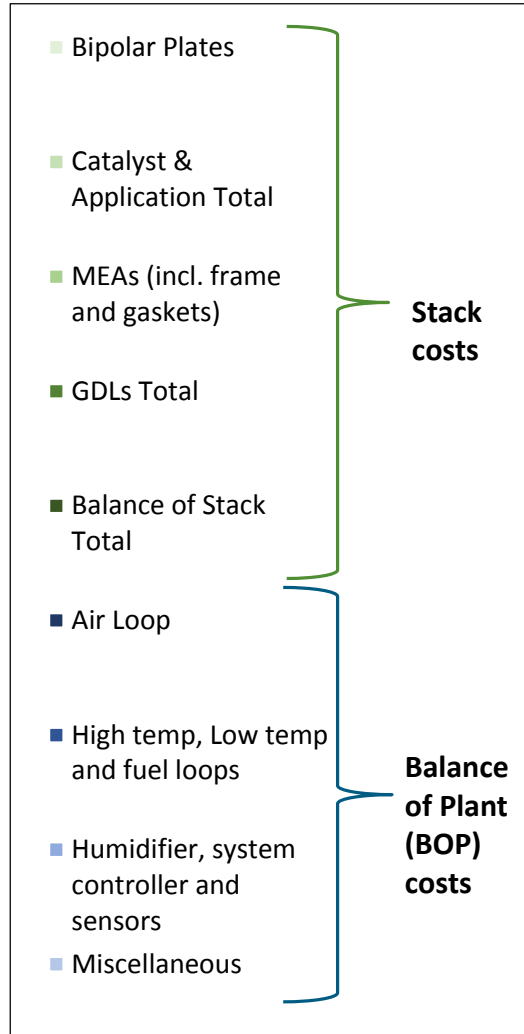 Bipolar Plates
Catalyst &
Application Total
MEAs (incl. frame
and gaskets)
GDLs Total
Balance of Stack
Total
Stack
costs
Air Loop
High temp, Low temp
and fuel loops
Humidifier, system
controller and
sensors
Miscellaneous
Balance
of Plant
(BOP)
costs